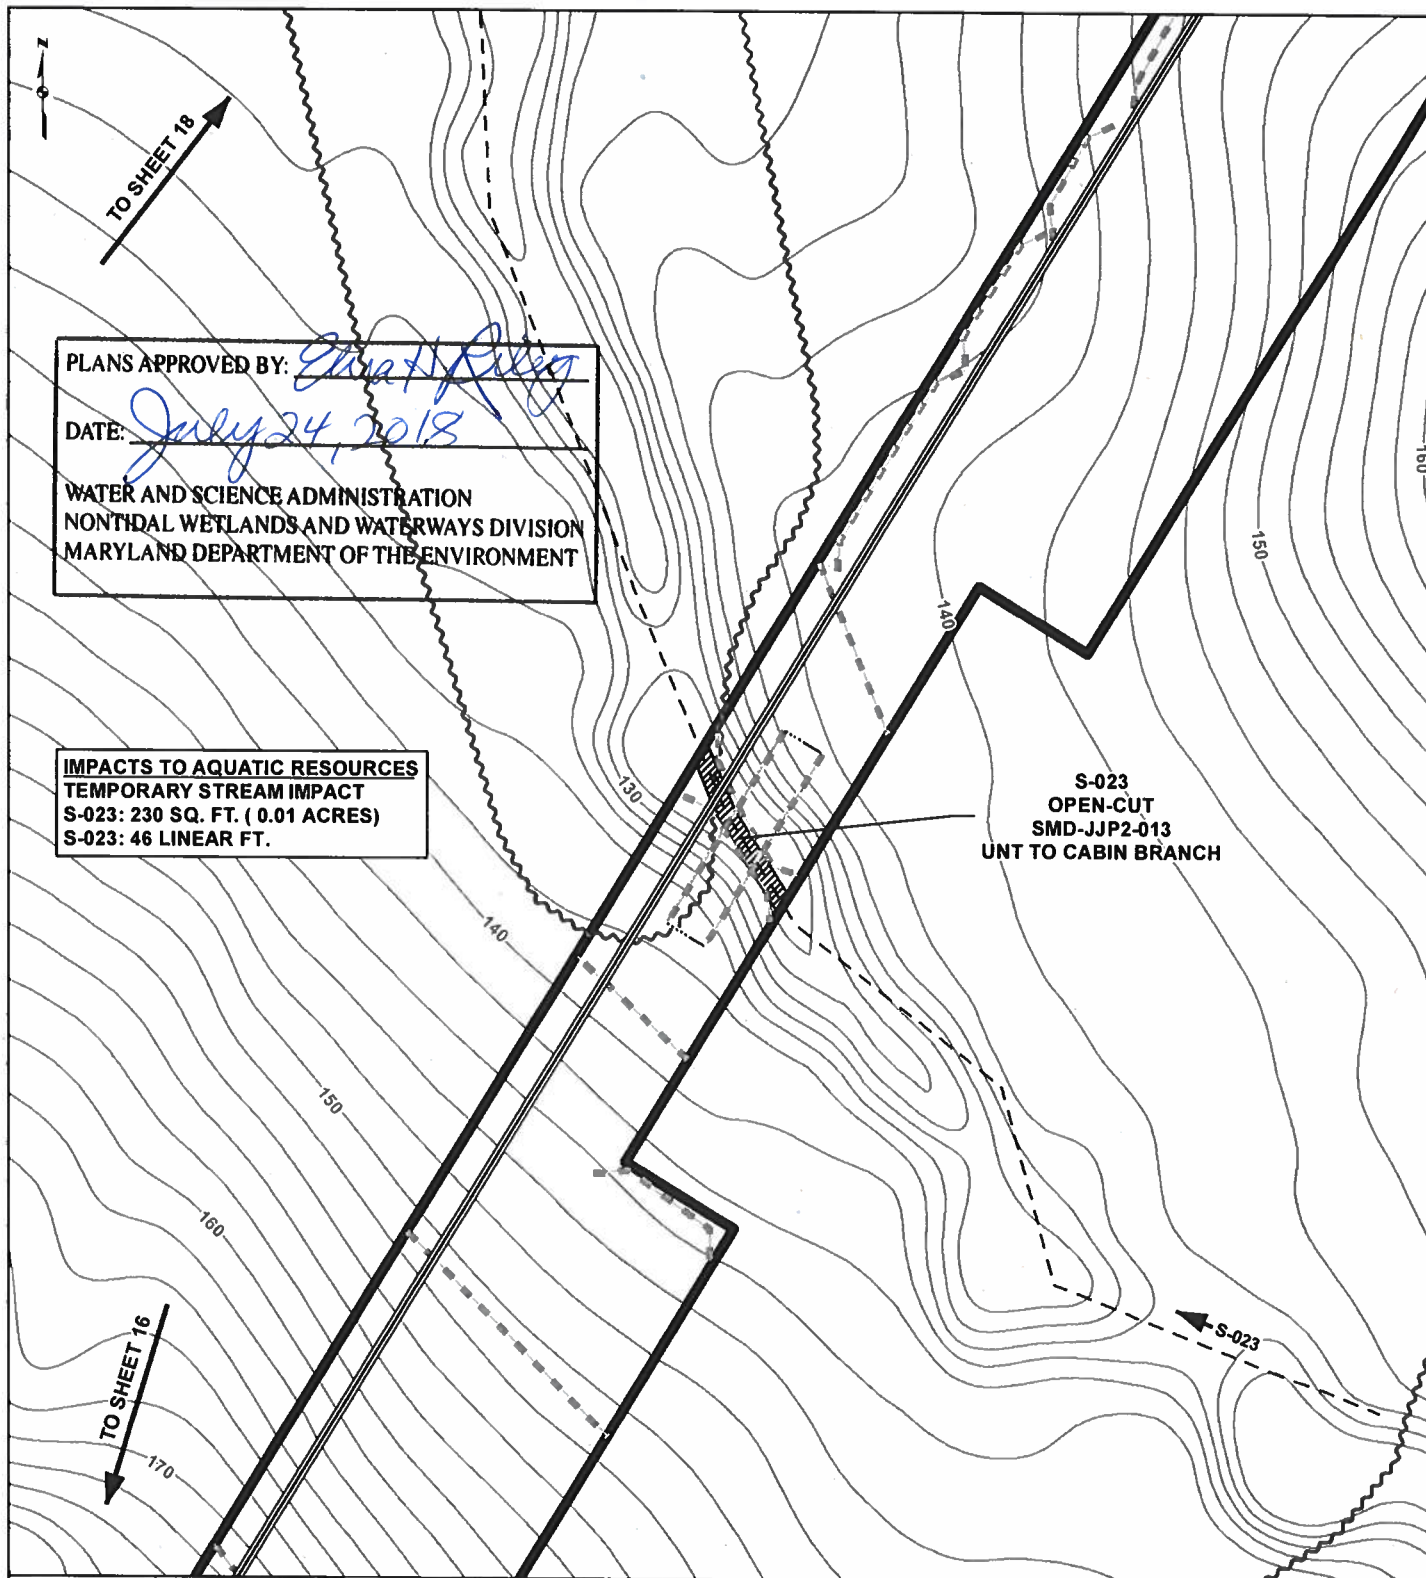 N
TO SHEET 18
PLANS APPROVED BY: Elisa H Riley
DATE: July 24, 2018
WATER AND SCIENCE ADMINISTRATION
NONTIDAL WETLANDS AND WATERWAYS DIVISION
MARYLAND DEPARTMENT OF THE ENVIRONMENT
160
150
140
IMPACTS TO AQUATIC RESOURCES
TEMPORARY STREAM IMPACT
S-023: 230 SQ. FT. ( 0.01 ACRES)
S-023: 46 LINEAR FT.
130
S-023
OPEN-CUT
SMD-JJP2-013
UNT TO CABIN BRANCH
140
150
160
S-023
TO SHEET 16
170